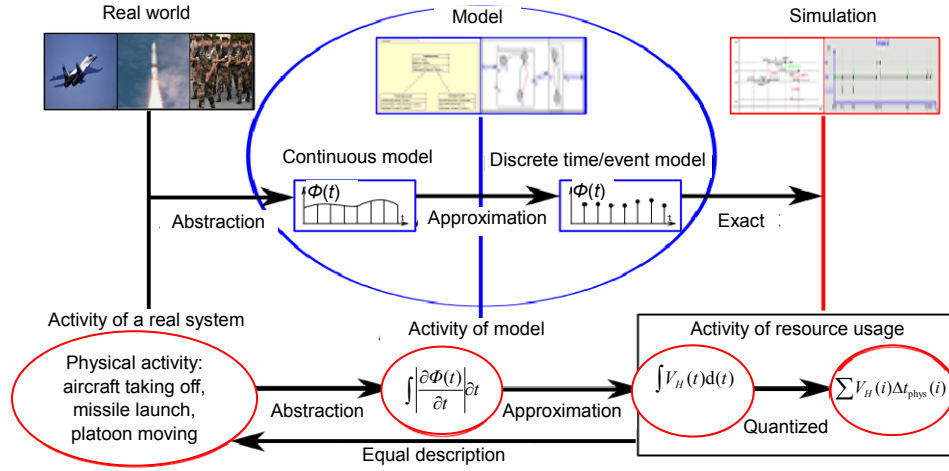 Real world
Model
Simulation
Continuous model
Discrete time/event model
Φ(t)
t
Φ(t)
t
Abstraction
Approximation
Exact
Activity of a real system
Activity of model
Activity of resource usage
Physical activity:
aircraft taking off,
missile launch,
platoon moving
Abstraction
∫|∂Φ(t)/∂t|∂t
Approximation
∫V_H(t)d(t)
Quantized
∑V_H(i)Δt_phys(i)
Equal description